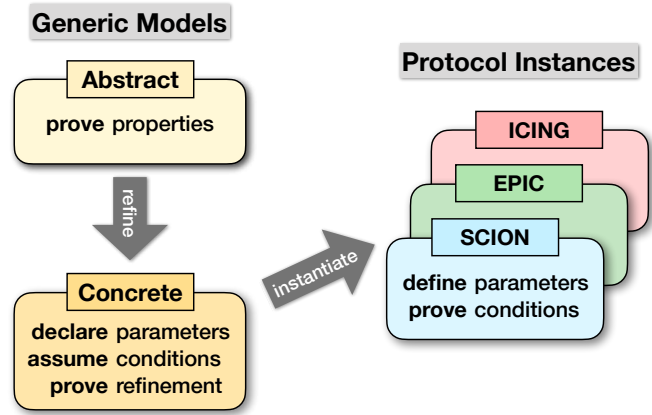 Generic Models
Abstract
prove properties
refine
Concrete
declare parameters
assume conditions
prove refinement
instantiate
Protocol Instances
ICING
EPIC
SCION
define parameters
prove conditions